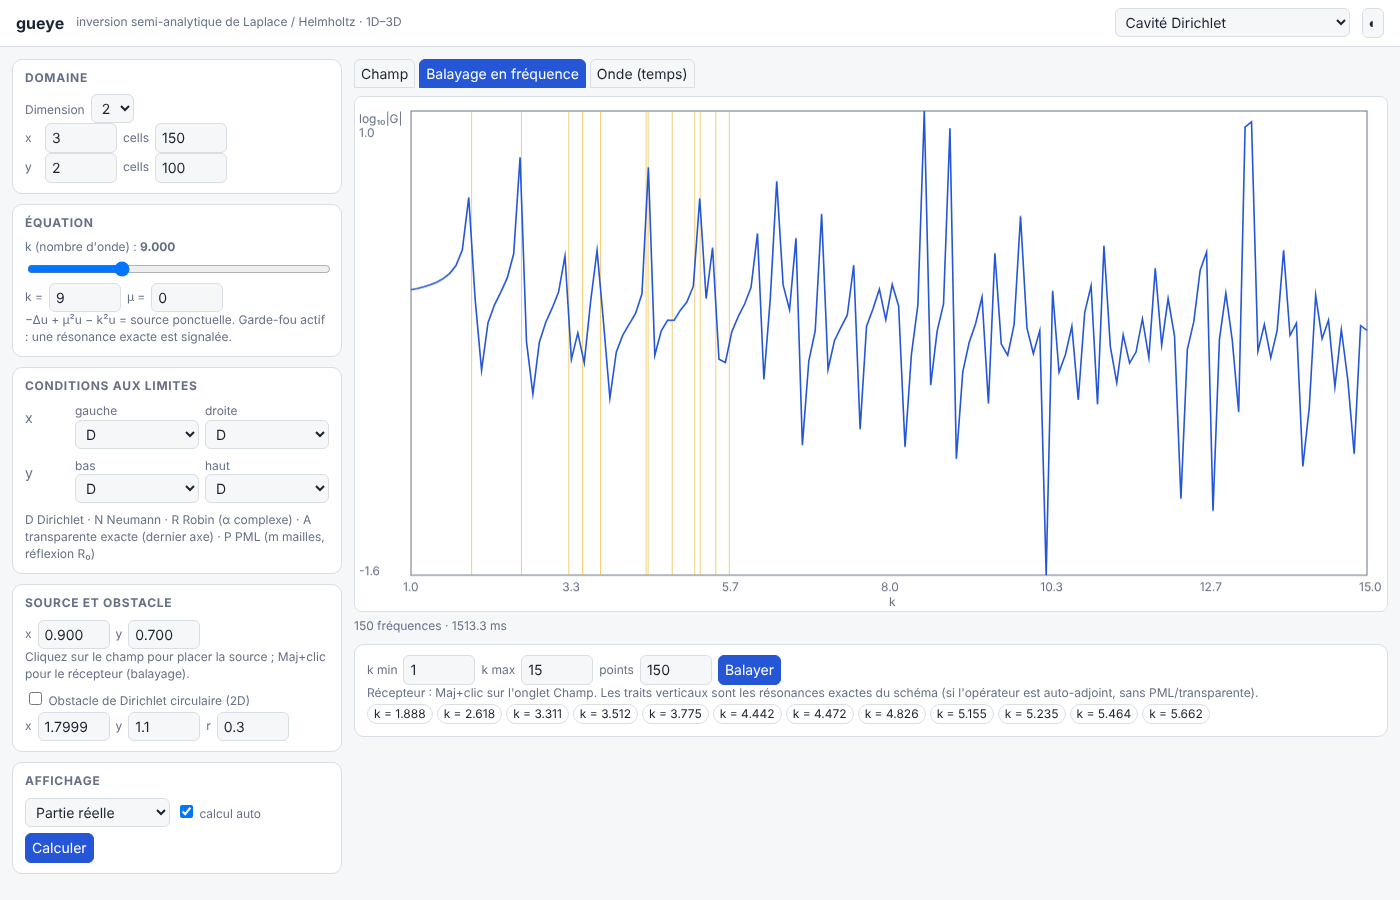 gueye inversion semi-analytique de Laplace / Helmholtz · 1D–3D Cavité Dirichlet
DOMAINE
Dimension 2
x 3 cells 150
y 2 cells 100
ÉQUATION
k (nombre d'onde) : 9.000
k = 9 μ = 0
−Δu + μ²u − k²u = source ponctuelle. Garde-fou actif
: une résonance exacte est signalée.
CONDITIONS AUX LIMITES
gauche droite
x D D
bas haut
y D D
D Dirichlet · N Neumann · R Robin (α complexe) · A
transparente exacte (dernier axe) · P PML (m mailles,
réflexion R₀)
SOURCE ET OBSTACLE
x 0.900 y 0.700
Cliquez sur le champ pour placer la source ; Maj+clic
pour le récepteur (balayage).
Obstacle de Dirichlet circulaire (2D)
x 1.7999 y 1.1 r 0.3
AFFICHAGE
Partie réelle calcul auto
Calculer
Champ Balayage en fréquence Onde (temps)
log₁₀|G|
1.0
-1.6
1.0 3.3 5.7 8.0 10.3 12.7 15.0
k
150 fréquences · 1513.3 ms
k min 1 k max 15 points 150 Balayer
Récepteur : Maj+clic sur l'onglet Champ. Les traits verticaux sont les résonances exactes du schéma (si l'opérateur est auto-adjoint, sans PML/transparente).
k = 1.888 k = 2.618 k = 3.311 k = 3.512 k = 3.775 k = 4.442 k = 4.472 k = 4.826 k = 5.155 k = 5.235 k = 5.464 k = 5.662